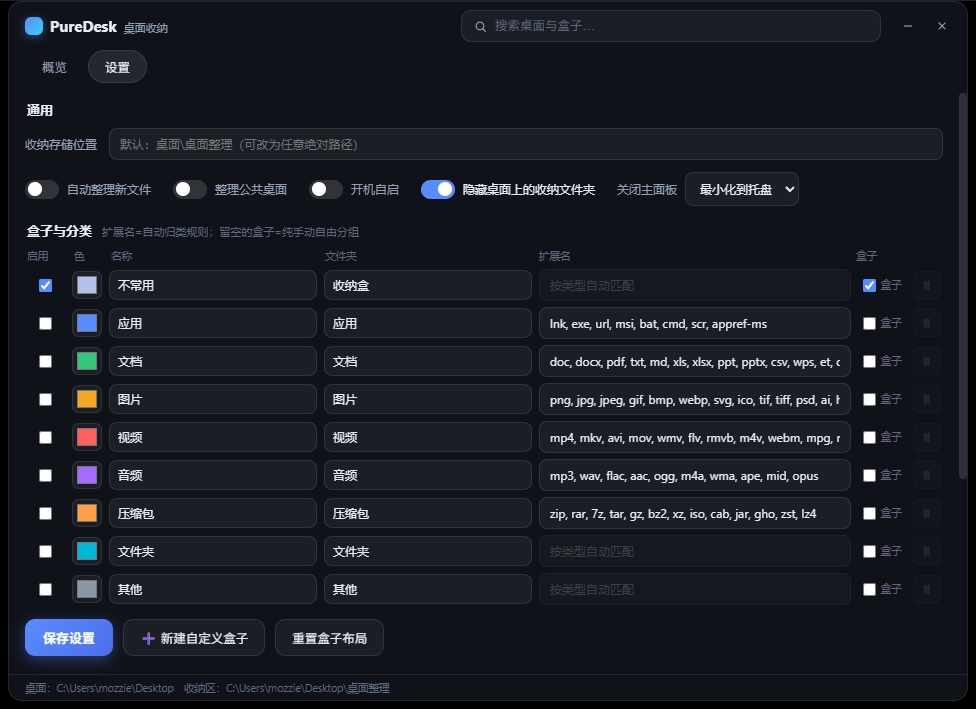 PureDesk 桌面收纳
搜索桌面与盒子…
概览 设置
通用
收纳存储位置 默认：桌面\桌面整理（可改为任意绝对路径）
自动整理新文件 整理公共桌面 开机自启 隐藏桌面上的收纳文件夹 关闭主面板 最小化到托盘
盒子与分类 扩展名=自动归类规则；留空的盒子=纯手动自由分组
启用 色 名称 文件夹 扩展名 盒子
不常用 收纳盒 按类型自动匹配 盒子
应用 应用 lnk, exe, url, msi, bat, cmd, scr, appref-ms 盒子
文档 文档 doc, docx, pdf, txt, md, xls, xlsx, ppt, pptx, csv, wps, et, 盒子
图片 图片 png, jpg, jpeg, gif, bmp, webp, svg, ico, tif, tiff, psd, ai, 盒子
视频 视频 mp4, mkv, avi, mov, wmv, flv, rmvb, m4v, webm, mpg, 盒子
音频 音频 mp3, wav, flac, aac, ogg, m4a, wma, ape, mid, opus 盒子
压缩包 压缩包 zip, rar, 7z, tar, gz, bz2, xz, iso, cab, jar, gho, zst, lz4 盒子
文件夹 文件夹 按类型自动匹配 盒子
其他 其他 按类型自动匹配 盒子
保存设置 新建自定义盒子 重置盒子布局
桌面：C:\Users\mozzie\Desktop 收纳区：C:\Users\mozzie\Desktop\桌面整理